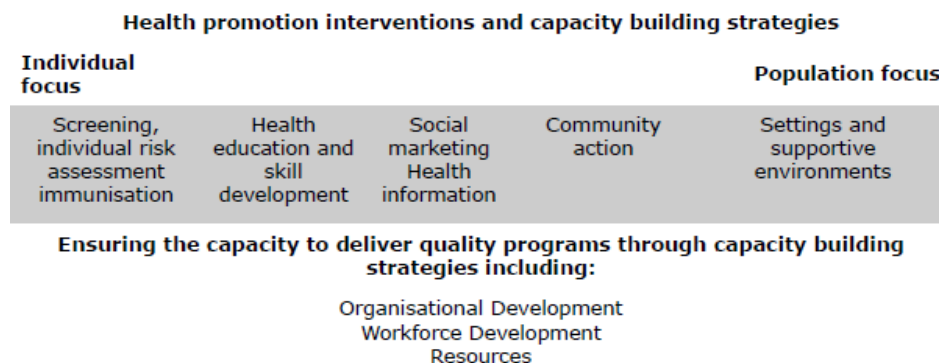 Health promotion interventions and capacity building strategies
Individual
focus
Population focus
Screening,
individual risk
assessment
immunisation
Health
education and
skill
development
Social
marketing
Health
information
Community
action
Settings and
supportive
environments
Ensuring the capacity to deliver quality programs through capacity building
strategies including:
Organisational Development
Workforce Development
Resources